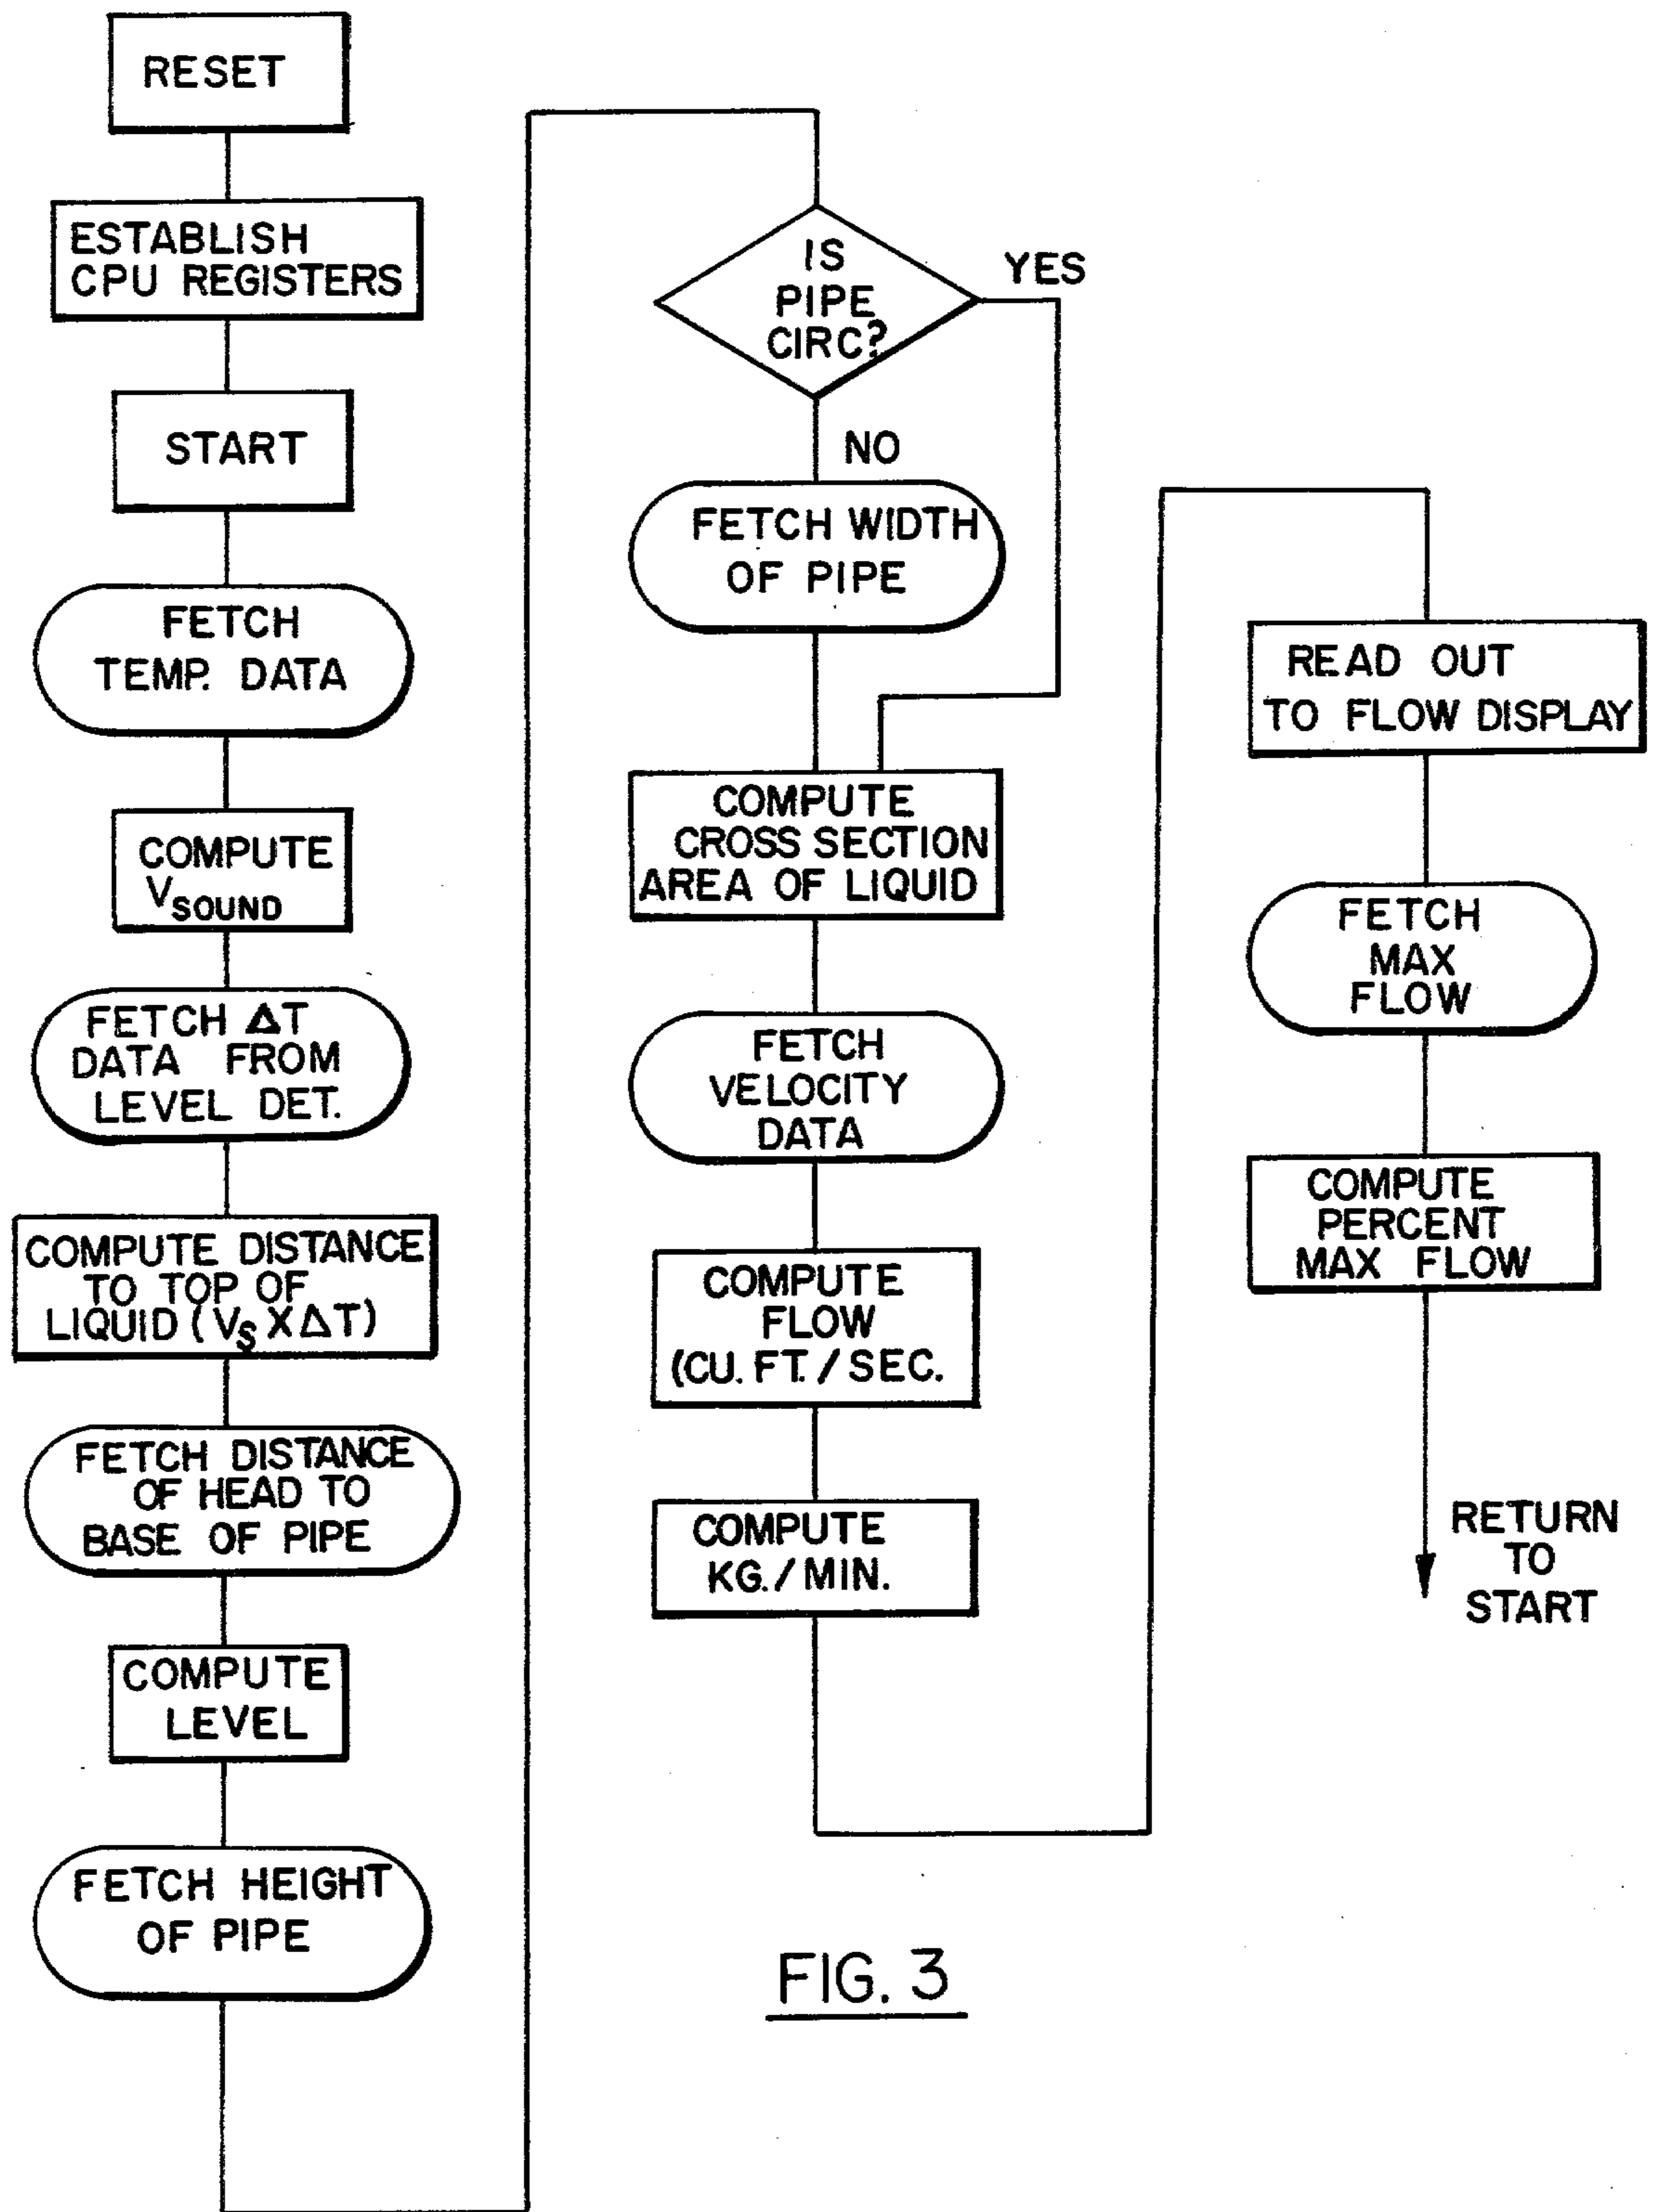 RESET
ESTABLISH
CPU REGISTERS
START
FETCH
TEMP. DATA
COMPUTE
VSOUND
FETCH ΔT
DATA FROM
LEVEL DET.
COMPUTE DISTANCE
TO TOP OF
LIQUID (VS X ΔT)
FETCH DISTANCE
OF HEAD TO
BASE OF PIPE
COMPUTE
LEVEL
FETCH HEIGHT
OF PIPE
IS
PIPE
CIRC?
YES
NO
FETCH WIDTH
OF PIPE
COMPUTE
CROSS SECTION
AREA OF LIQUID
FETCH
VELOCITY
DATA
COMPUTE
FLOW
(CU. FT. / SEC.
COMPUTE
KG. / MIN.
READ OUT
TO FLOW DISPLAY
FETCH
MAX
FLOW
COMPUTE
PERCENT
MAX FLOW
RETURN
TO
START
FIG. 3